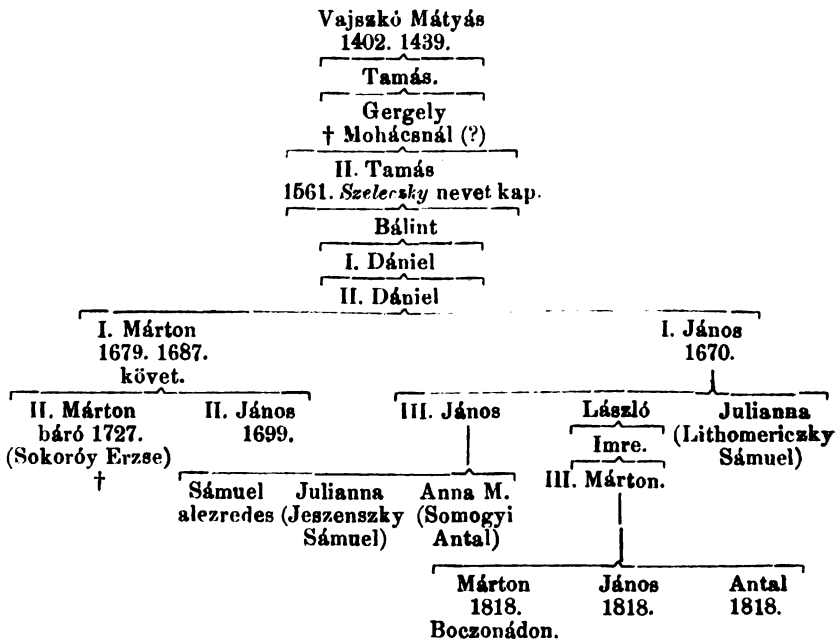 Vajszkó Mátyás
1402. 1439.
Tamás.
Gergely
† Mohácsnál (?)
II. Tamás
1561. Szeleczky nevet kap.
Bálint
I. Dániel
II. Dániel
I. Márton
1679. 1687.
követ.
I. János
1670.
II. Márton
báró 1727.
(Sokoróy Erzse)
†
II. János
1699.
III. János
László
Julianna
(Lithomericzky
Sámuel)
Imre.
III. Márton.
Sámuel
alezredes
Julianna
(Jeszenszky
Sámuel)
Anna M.
(Somogyi
Antal)
Márton
1818.
Boczonádon.
János
1818.
Antal
1818.